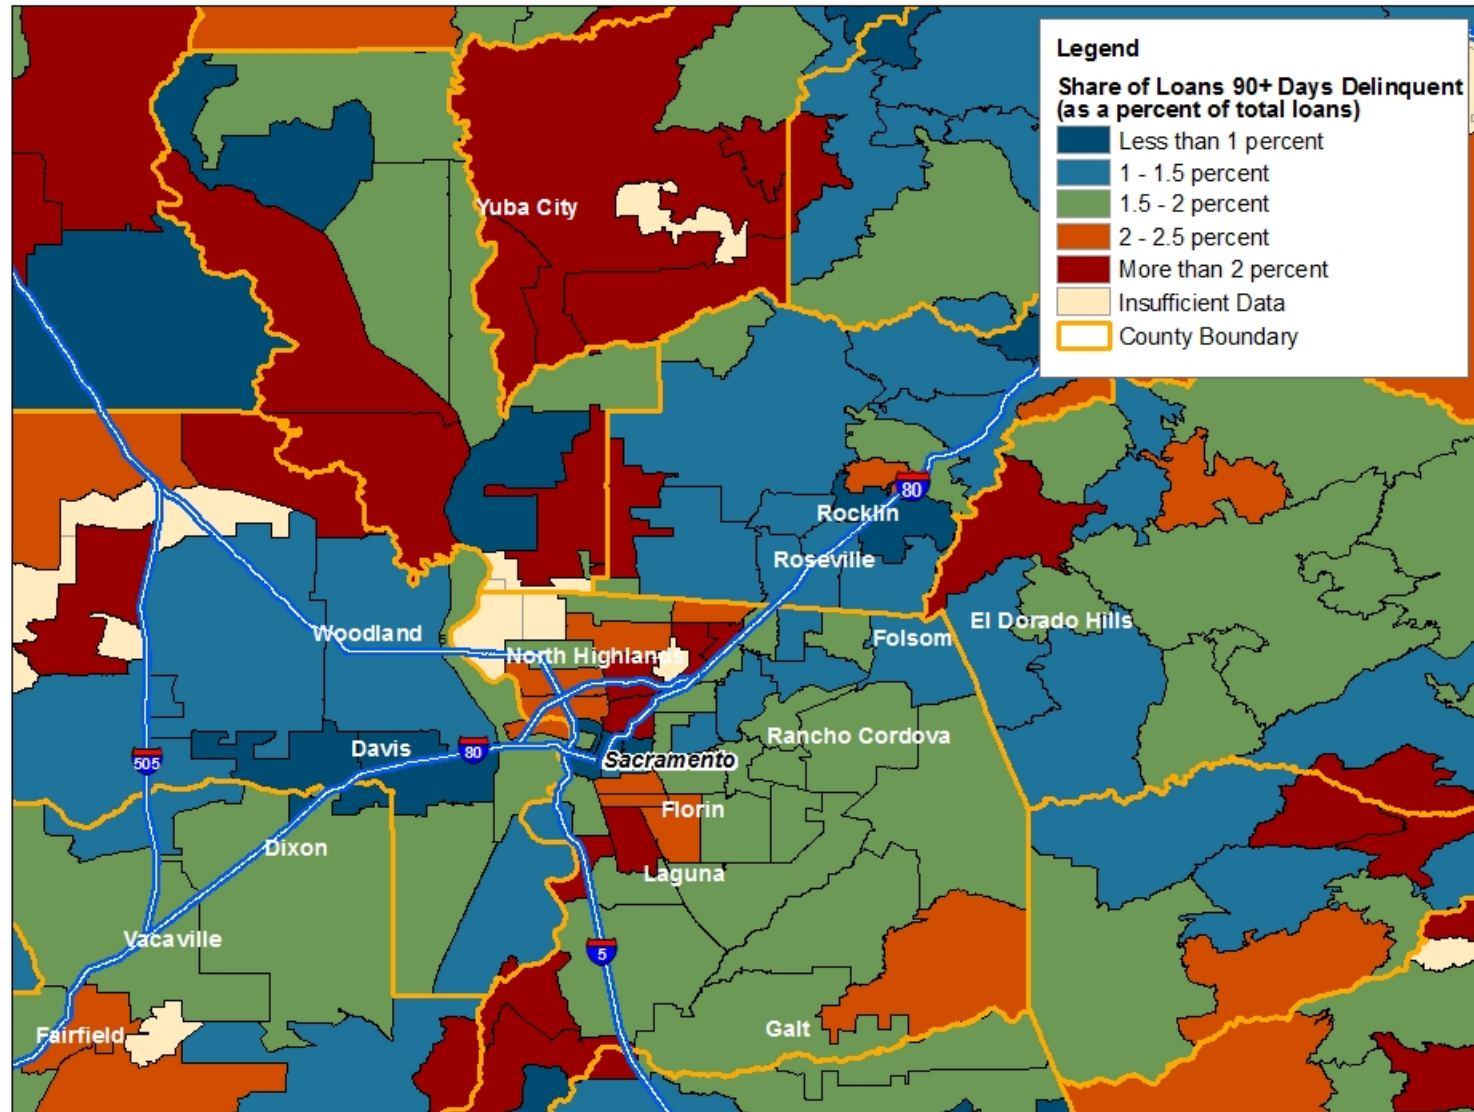 Legend
Share of Loans 90+ Days Delinquent
(as a percent of total loans)
Less than 1 percent
1 - 1.5 percent
1.5 - 2 percent
2 - 2.5 percent
More than 2 percent
Insufficient Data
County Boundary
Yuba City
80
Rocklin
Roseville
Woodland
North Highlands
Folsom
El Dorado Hills
505
Davis
80
Sacramento
Rancho Cordova
Florin
Dixon
Laguna
Vacaville
5
Fairfield
Galt